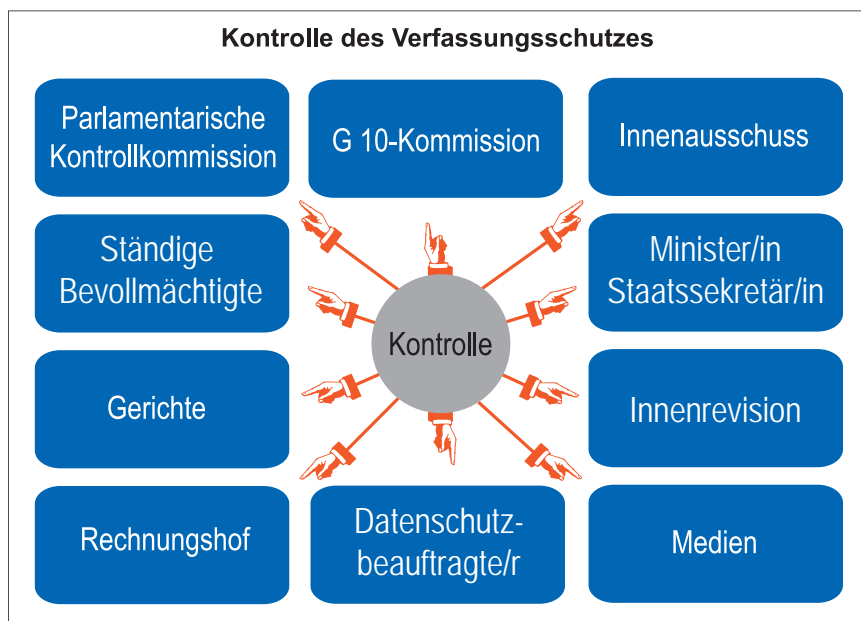 Kontrolle des Verfassungsschutzes
Parlamentarische
Kontrollkommission
G 10-Kommission
Innenausschuss
Ständige
Bevollmächtigte
Minister/in
Staatssekretär/in
Kontrolle
Gerichte
Innenrevision
Rechnungshof
Datenschutz-
beauftragte/r
Medien